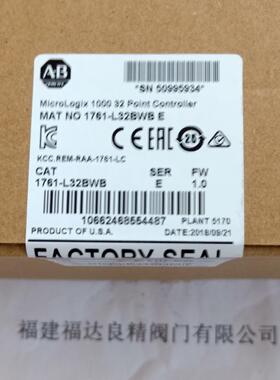 AB
"SN 50995934"
MicroLogix 1000 32 Point Controller
MAT NO 1761-L32BWB E
KCC.REM-RAA-1761-LC
CAT SER FW
1761-L32BWB E 1.0
10662468554487 PLANT 5170
PRODUCT OF U.S.A. DATE:2018/09/21
FACTORY SEAL
福建福达良精阀门有限公司